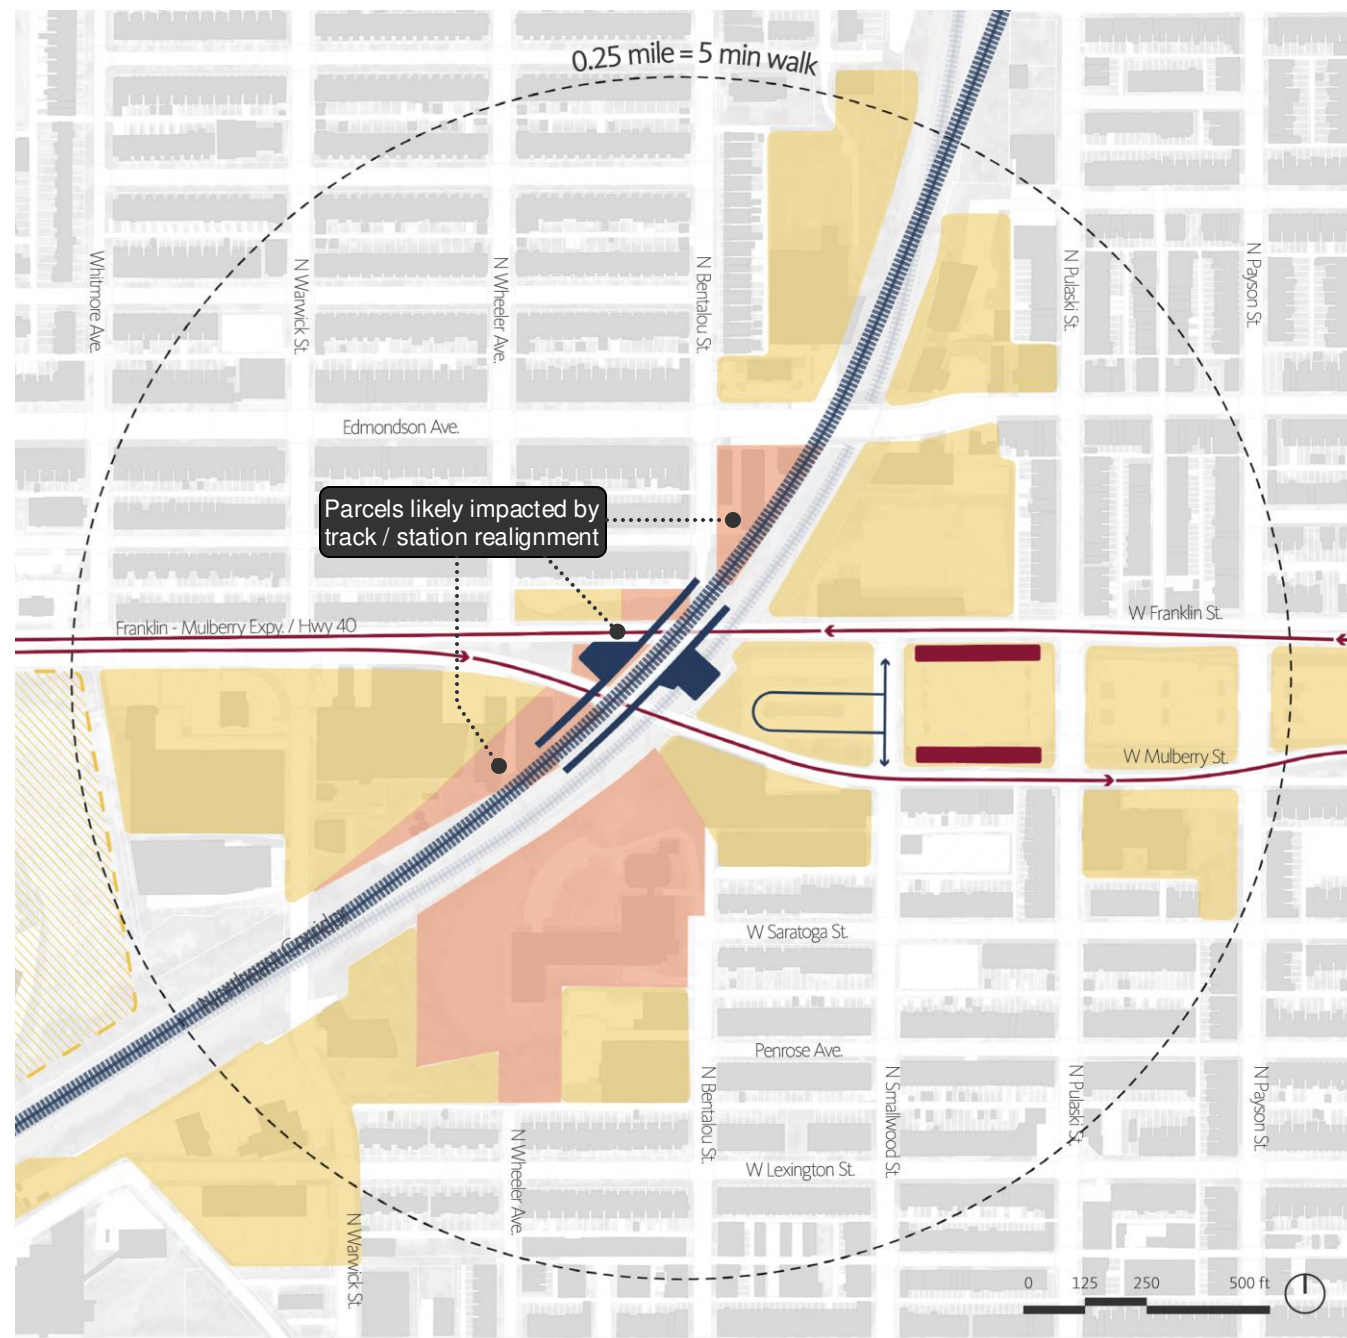 0.25 mile = 5 min walk
Whitmore Ave.
N Warwick St.
N Wheeler Ave.
N Bentalou St.
N Pulaski St.
N Payson St.
Edmondson Ave.
Parcels likely impacted by
track / station realignment
Franklin - Mulberry Expy. / Hwy 40
W Franklin St.
W Mulberry St.
W Saratoga St.
Northeast Corridor
Penrose Ave.
N Bentalou St.
N Smallwood St.
N Pulaski St.
N Payson St.
N Wheeler Ave.
W Lexington St.
N Warwick St.
0 125 250 500 ft